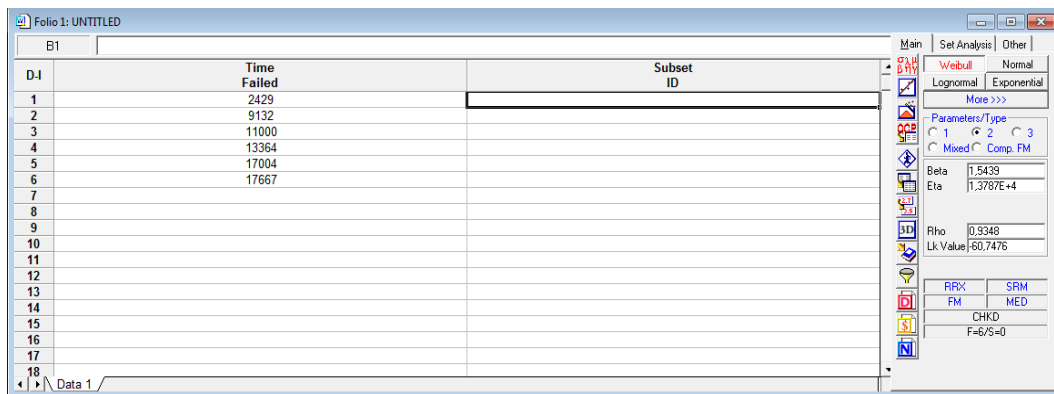 Folio 1: UNTITLED
B1
Main Set Analysis Other
D-I Time Failed Subset ID
1 2429
2 9132
3 11000
4 13364
5 17004
6 17667
7
8
9
10
11
12
13
14
15
16
17
18
Data 1
Weibull Normal
Lognormal Exponential
More >>>
Parameters/Type
1 2 3
Mixed Comp. FM
Beta 1,5439
Eta 1,3787E+4
Rho 0,9348
Lk Value -60,7476
RRX SRM
FM MED
CHKD
F=6/S=0
QCP
3D